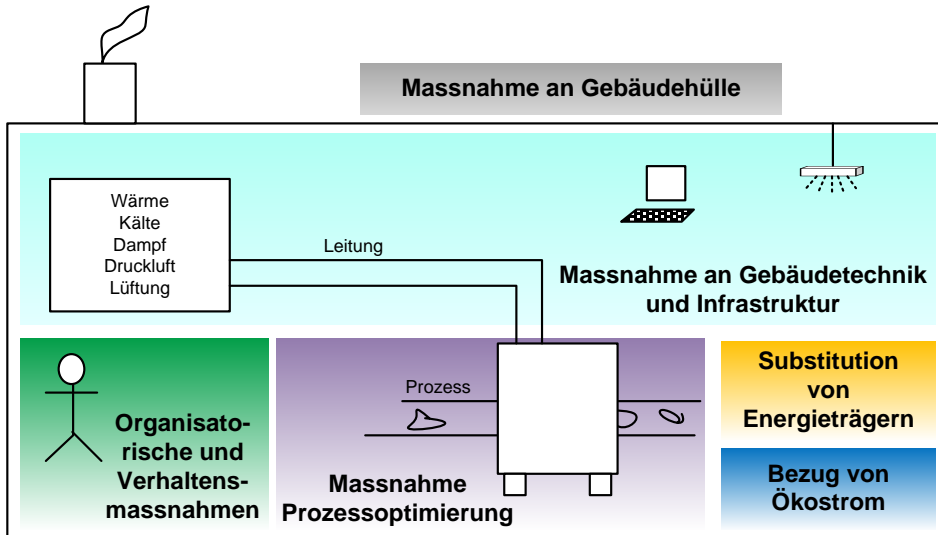 Massnahme an Gebäudehülle
Wärme
Kälte
Dampf
Druckluft
Lüftung
Leitung
Massnahme an Gebäudetechnik
und Infrastruktur
Organisato-
rische und
Verhaltens-
massnahmen
Prozess
Massnahme
Prozessoptimierung
Substitution
von
Energieträgern
Bezug von
Ökostrom